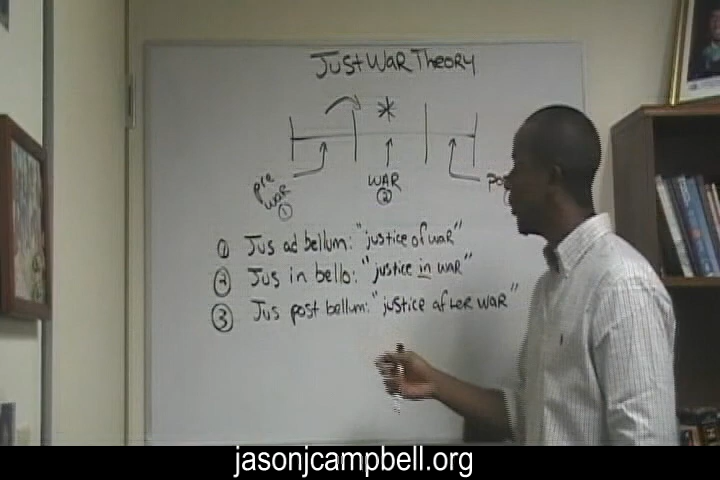 Just War Theory
*
pre war
①
WAR
②
① Jus ad bellum: "justice of war"
② Jus in bello: "justice in war"
③ Jus post bellum: "justice after war"
jasonjcampbell.org